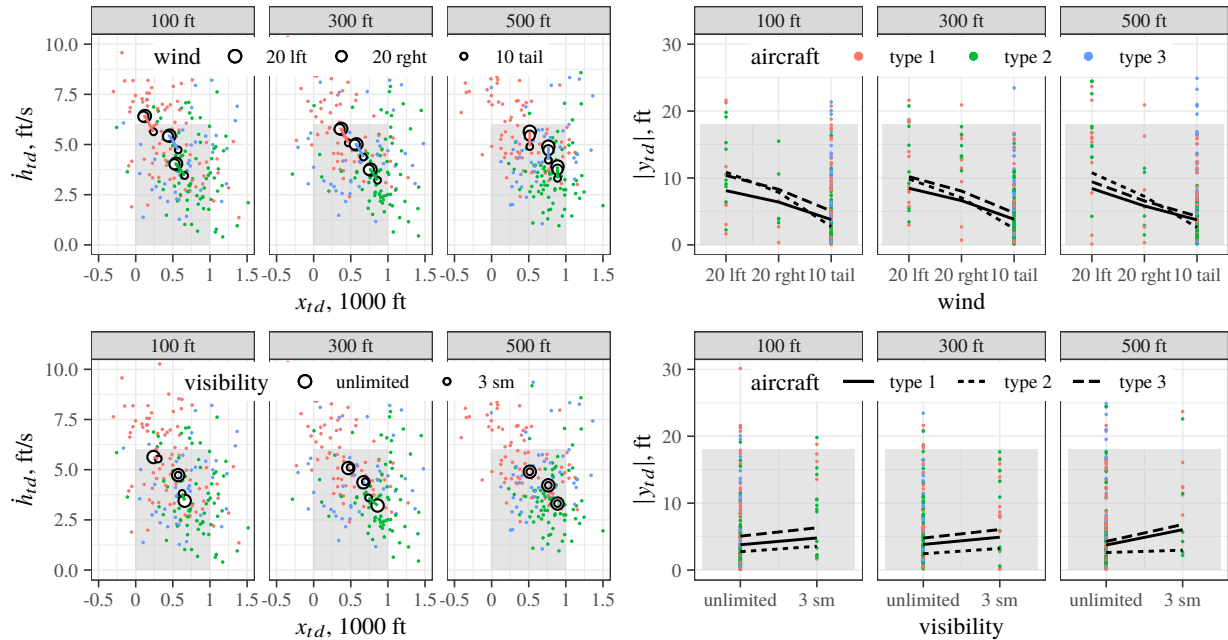 100 ft 300 ft 500 ft
10.0
7.5
5.0
2.5
0.0
wind 20 lft 20 rght 10 tail
ḣtd, ft/s
-0.5 0 0.5 1 1.5 -0.5 0 0.5 1 1.5 -0.5 0 0.5 1 1.5
xtd, 1000 ft
100 ft 300 ft 500 ft
30
20
10
0
aircraft type 1 type 2 type 3
|ytd|, ft
20 lft 20 rght 10 tail 20 lft 20 rght 10 tail 20 lft 20 rght 10 tail
wind
100 ft 300 ft 500 ft
10.0
7.5
5.0
2.5
0.0
visibility unlimited 3 sm
ḣtd, ft/s
-0.5 0 0.5 1 1.5 -0.5 0 0.5 1 1.5 -0.5 0 0.5 1 1.5
xtd, 1000 ft
100 ft 300 ft 500 ft
30
20
10
0
aircraft type 1 type 2 type 3
|ytd|, ft
unlimited 3 sm unlimited 3 sm unlimited 3 sm
visibility